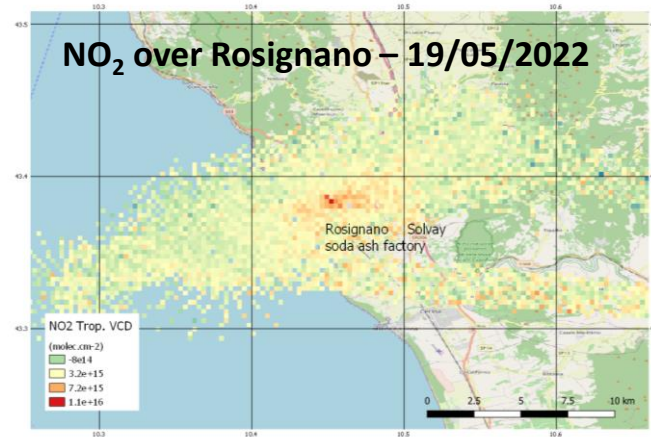 NO2 over Rosignano – 19/05/2022
43.5
43.4
43.3
Rosignano Solvay
soda ash factory
NO2 Trop. VCD
(molec.cm-2)
-8e14
3.2e+15
7.2e+15
1.1e+16
0 2.5 5 7.5 10 km
10.3 10.4 10.5 10.6